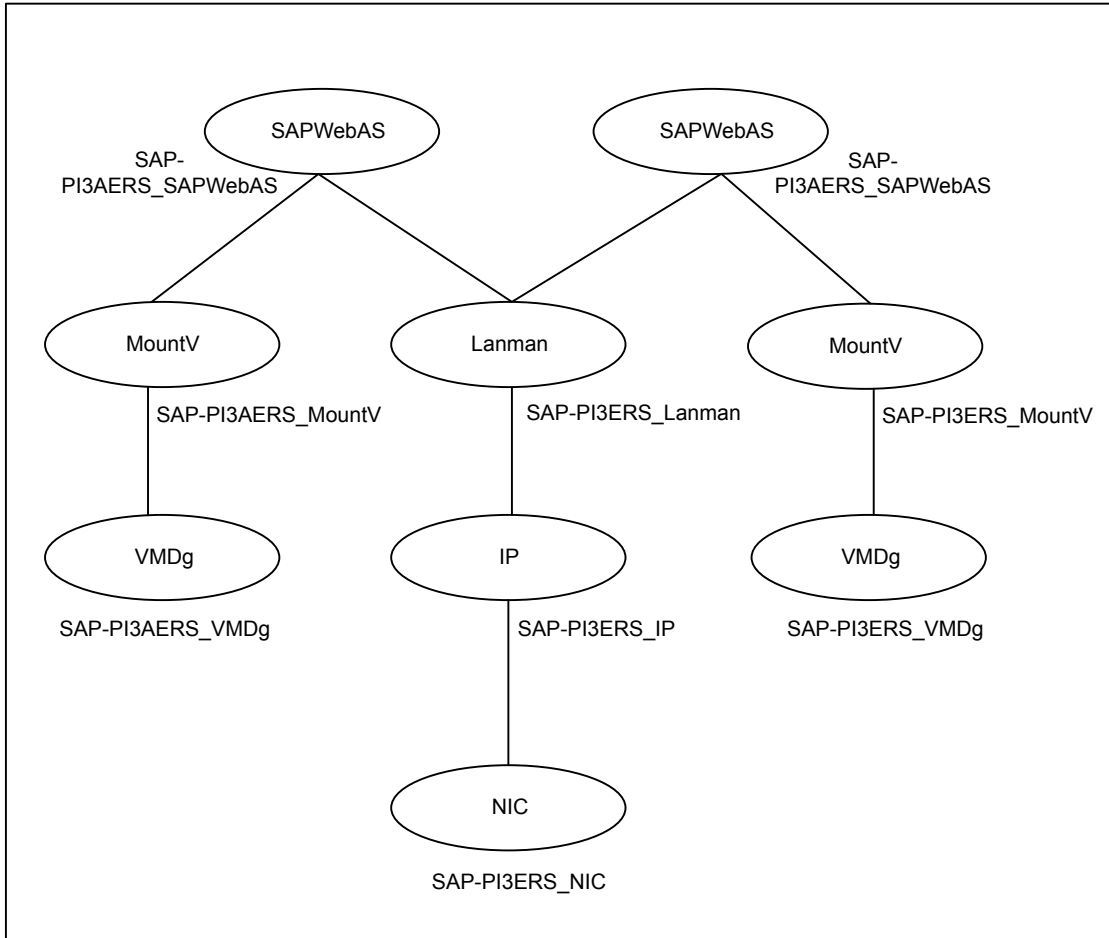 SAPWebAS
SAPWebAS
SAP-
PI3AERS_SAPWebAS
SAP-
PI3AERS_SAPWebAS
MountV
Lanman
MountV
SAP-PI3AERS_MountV
SAP-PI3ERS_Lanman
SAP-PI3ERS_MountV
VMDg
IP
VMDg
SAP-PI3AERS_VMDg
SAP-PI3ERS_IP
SAP-PI3ERS_VMDg
NIC
SAP-PI3ERS_NIC